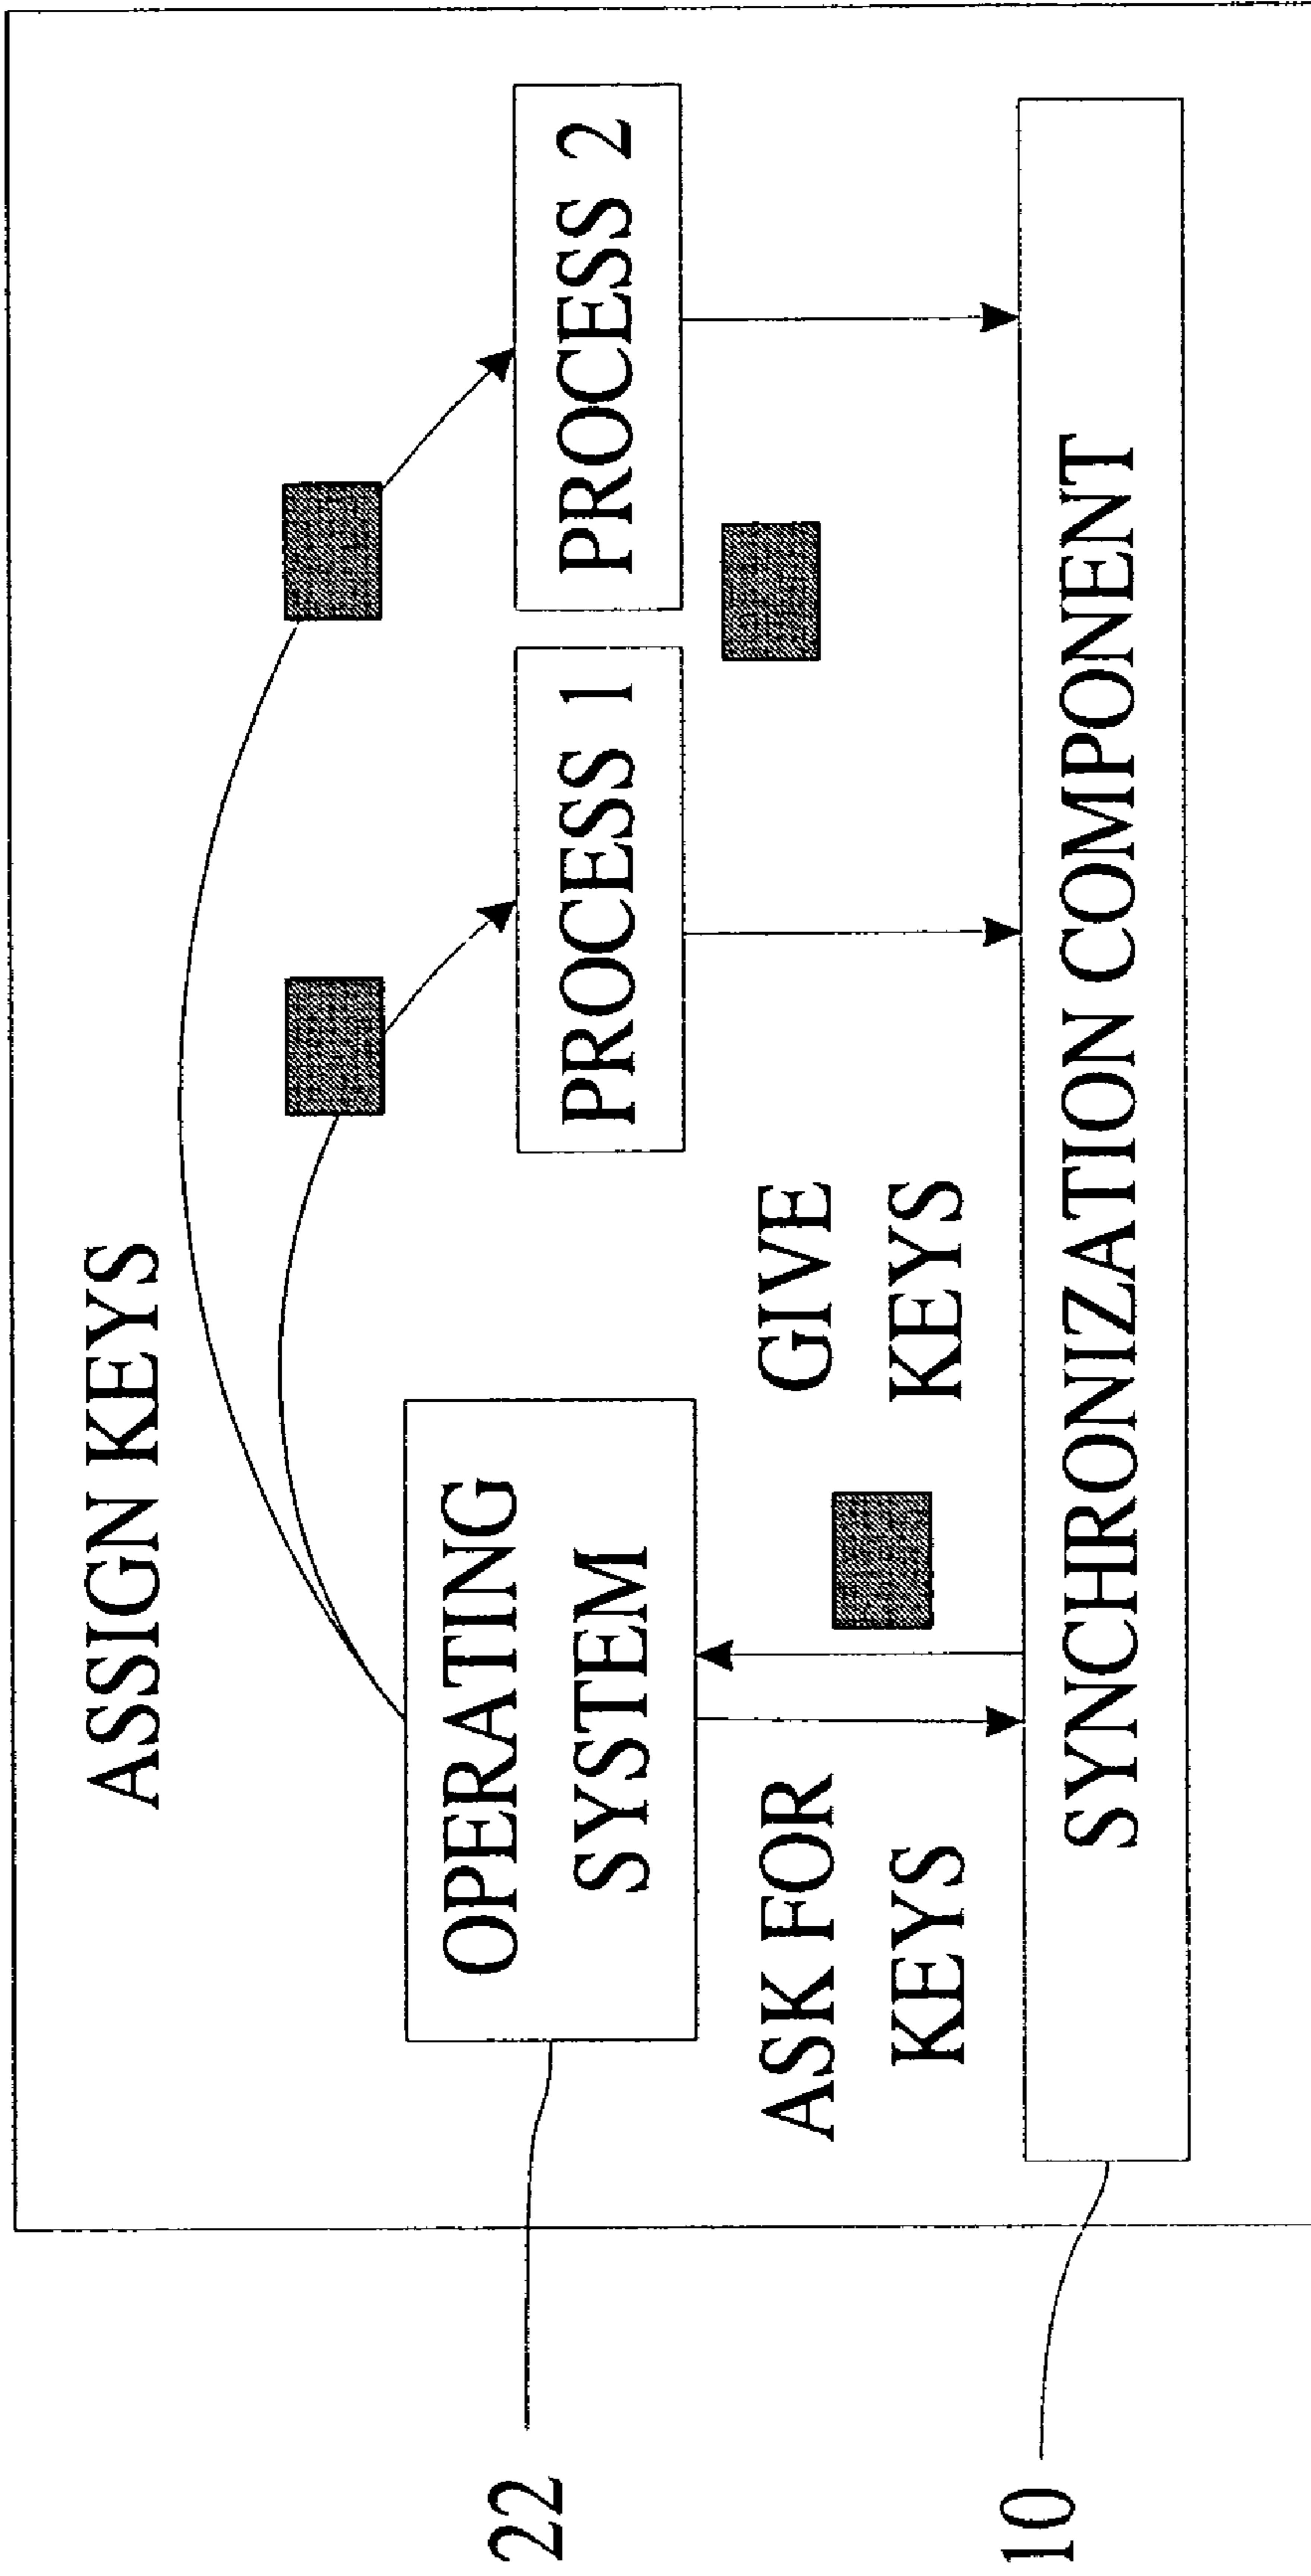 ASSIGN KEYS
OPERATING
SYSTEM
PROCESS 1
PROCESS 2
22
ASK FOR
KEYS
GIVE
KEYS
SYNCHRONIZATION COMPONENT
10